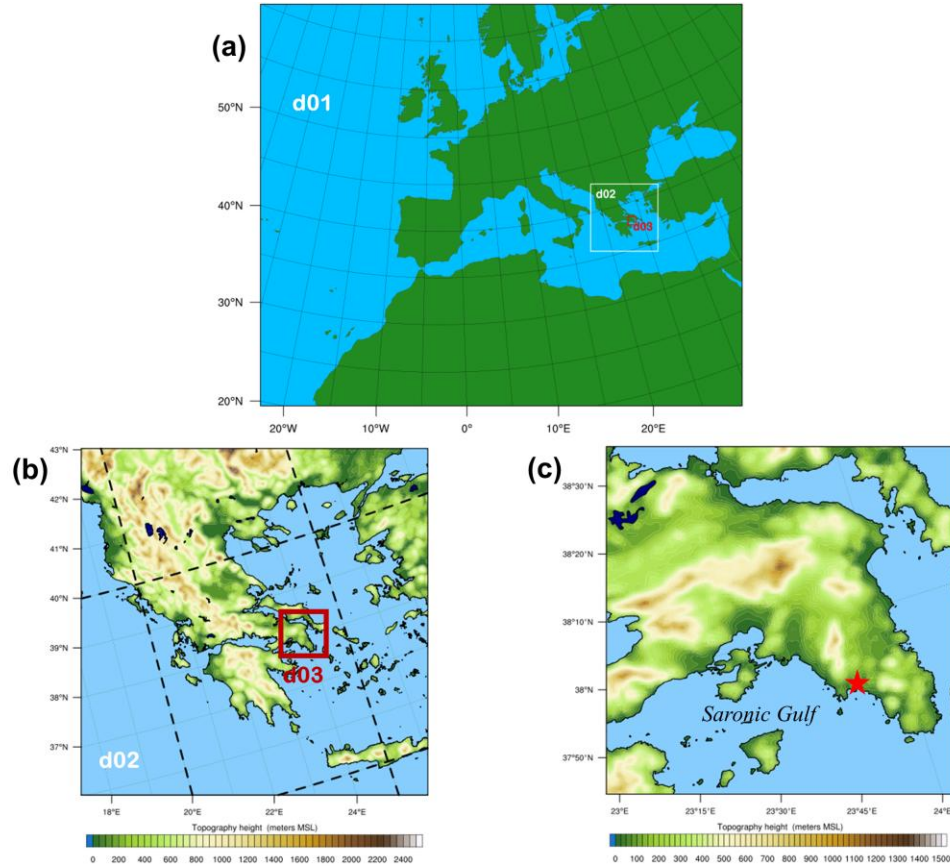 (a)
d01
d02
d03
50°N
40°N
30°N
20°N
20°W 10°W 0° 10°E 20°E
(b)
43°N
42°N
41°N
40°N
39°N
38°N
37°N
d03
d02
18°E 20°E 22°E 24°E
Topography height (meters MSL)
0 200 400 600 800 1000 1200 1400 1600 1800 2000 2200 2400
(c)
38°30'N
38°20'N
38°10'N
38°N
37°50'N
Saronic Gulf
23°E 23°15'E 23°30'E 23°45'E 24°E
Topography height (meters MSL)
0 100 200 300 400 500 600 700 800 900 1000 1100 1200 1300 1400 1500